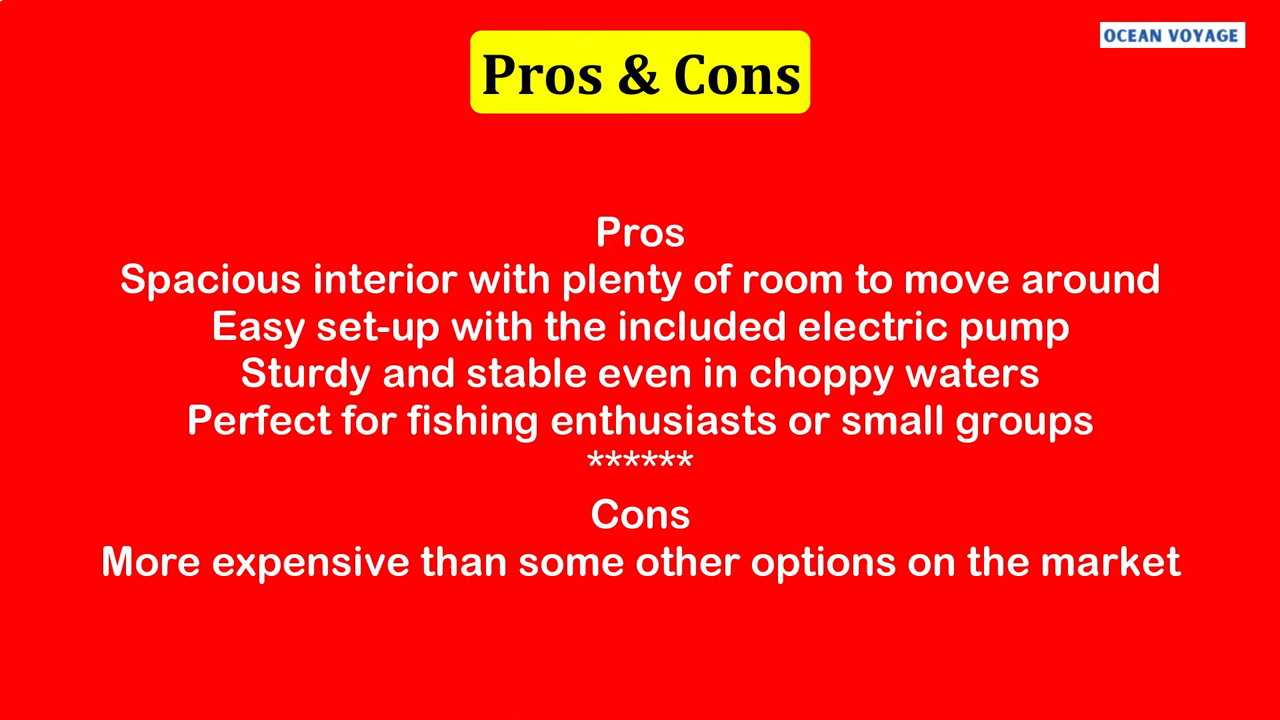 OCEAN VOYAGE
Pros & Cons
Pros
Spacious interior with plenty of room to move around
Easy set-up with the included electric pump
Sturdy and stable even in choppy waters
Perfect for fishing enthusiasts or small groups
******
Cons
More expensive than some other options on the market